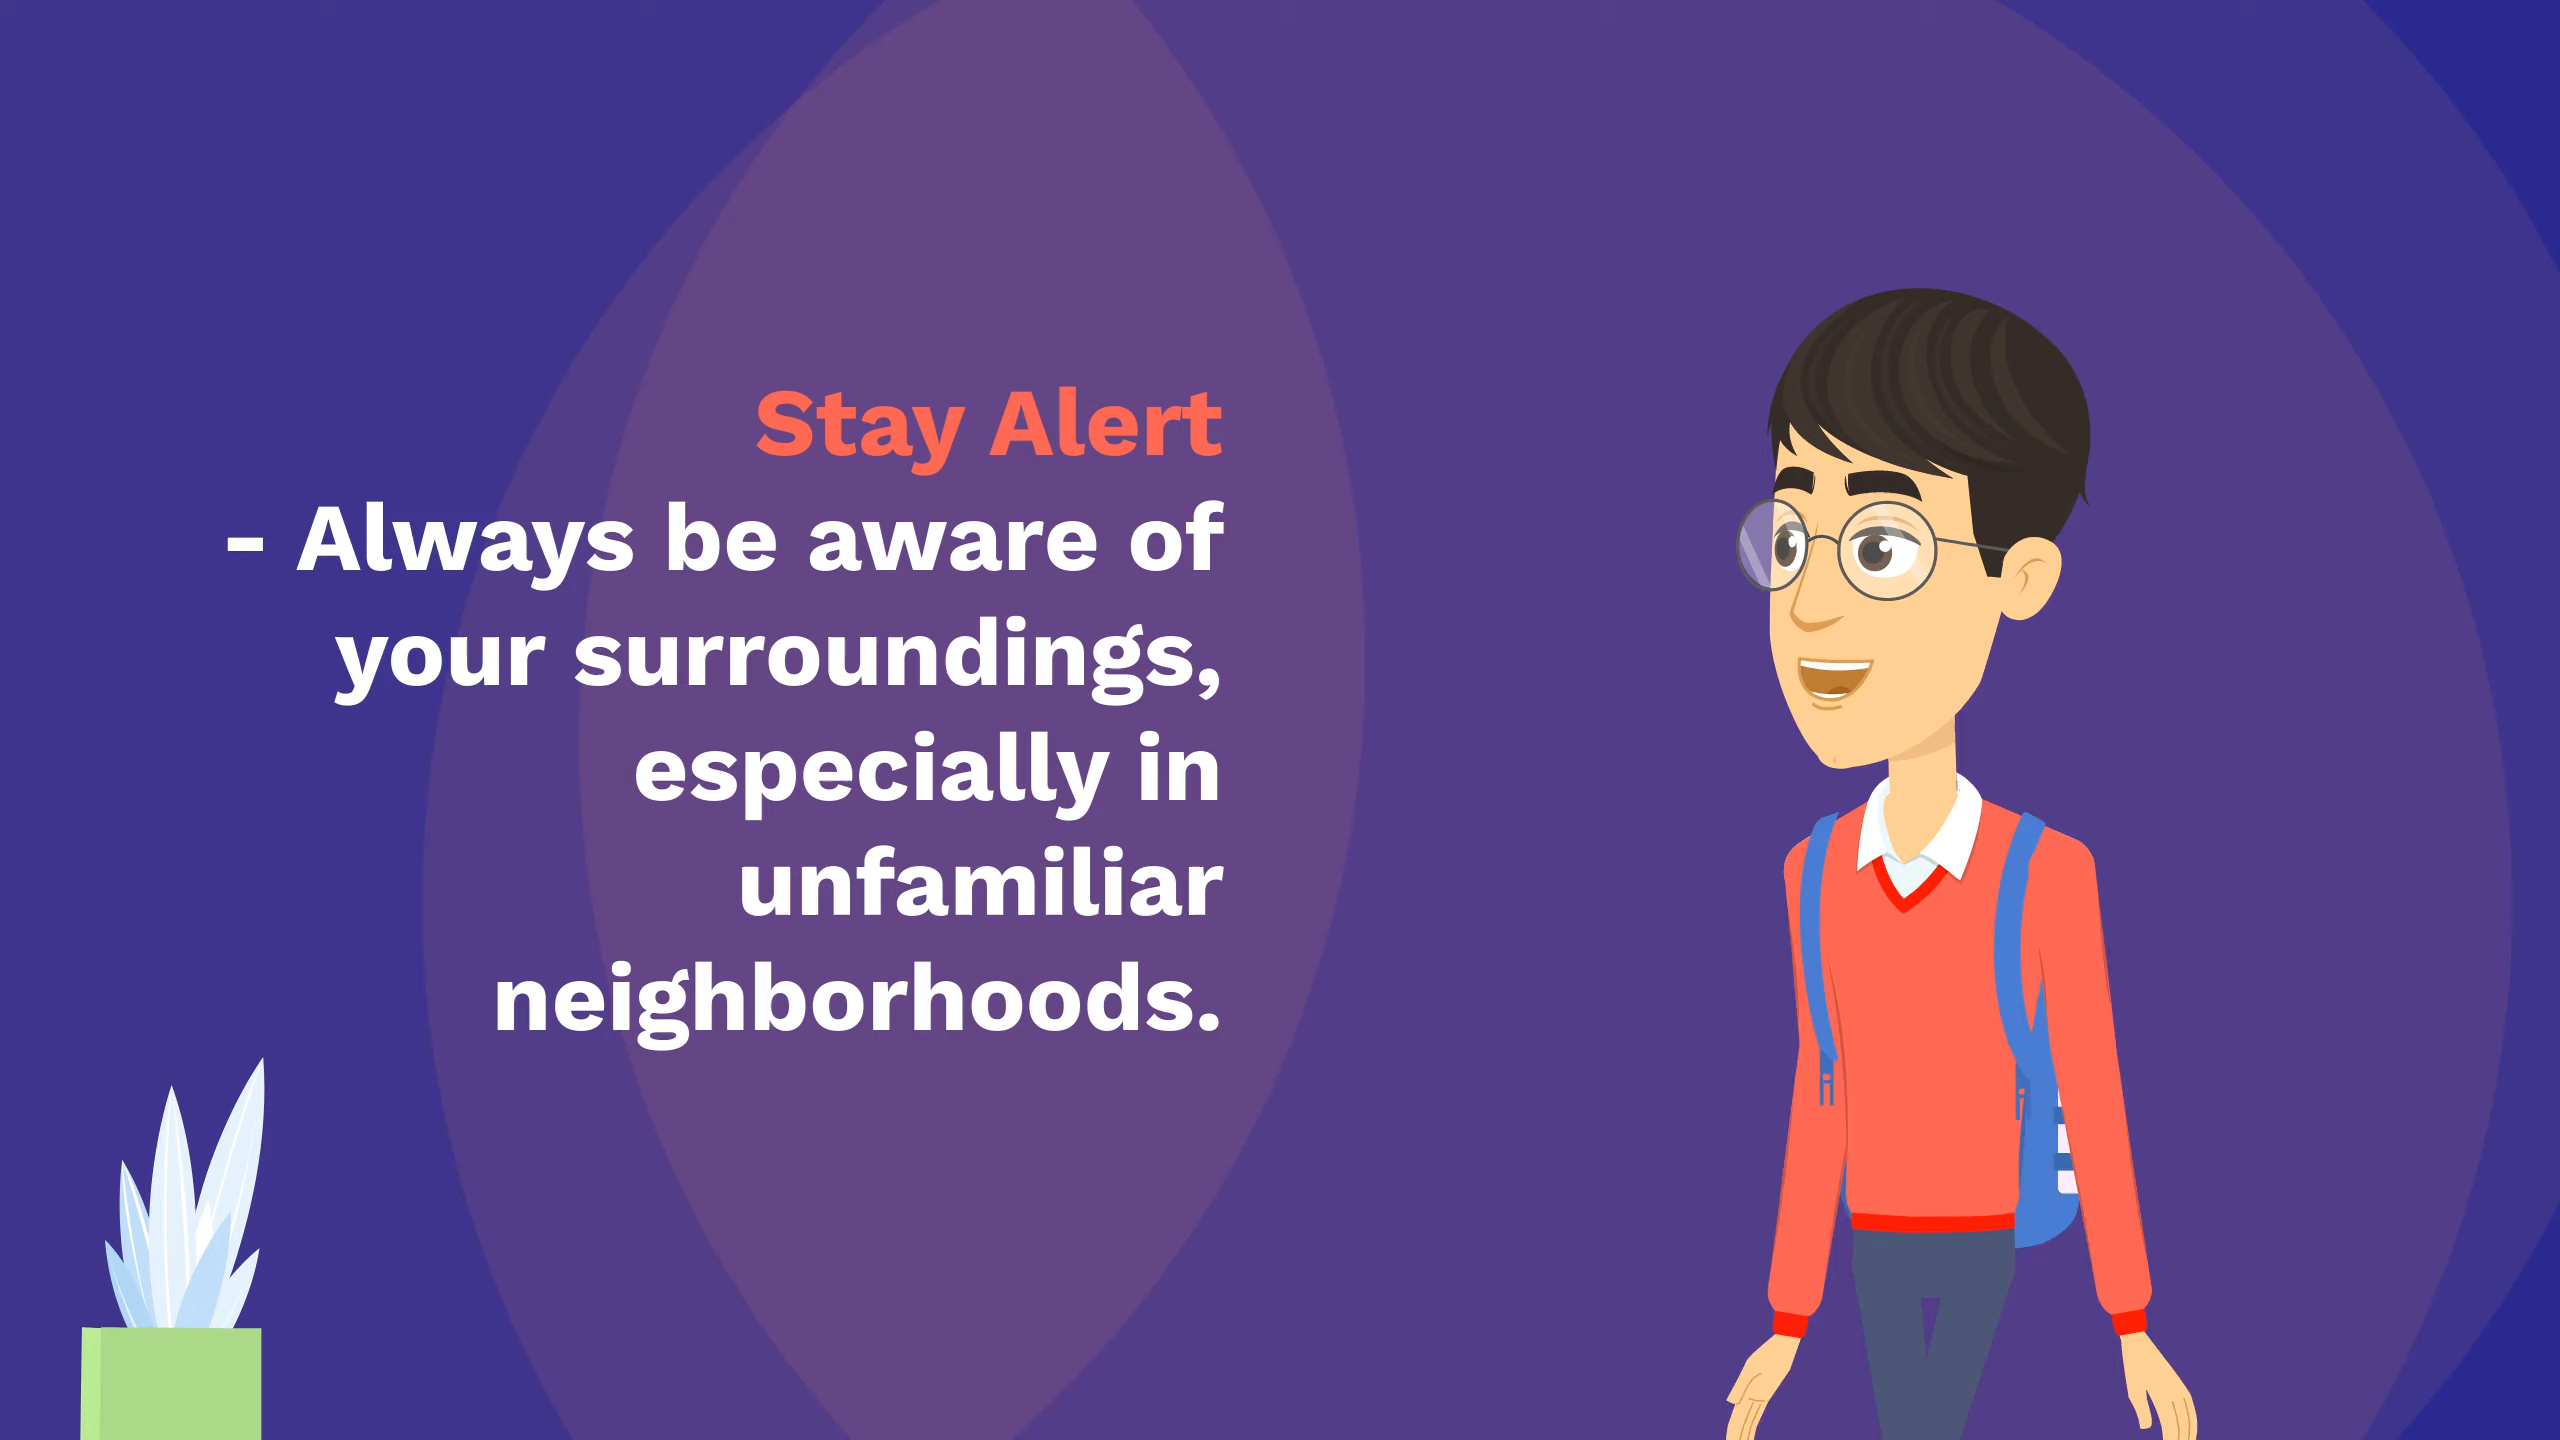 Stay Alert
- Always be aware of
your surroundings,
especially in
unfamiliar
neighborhoods.